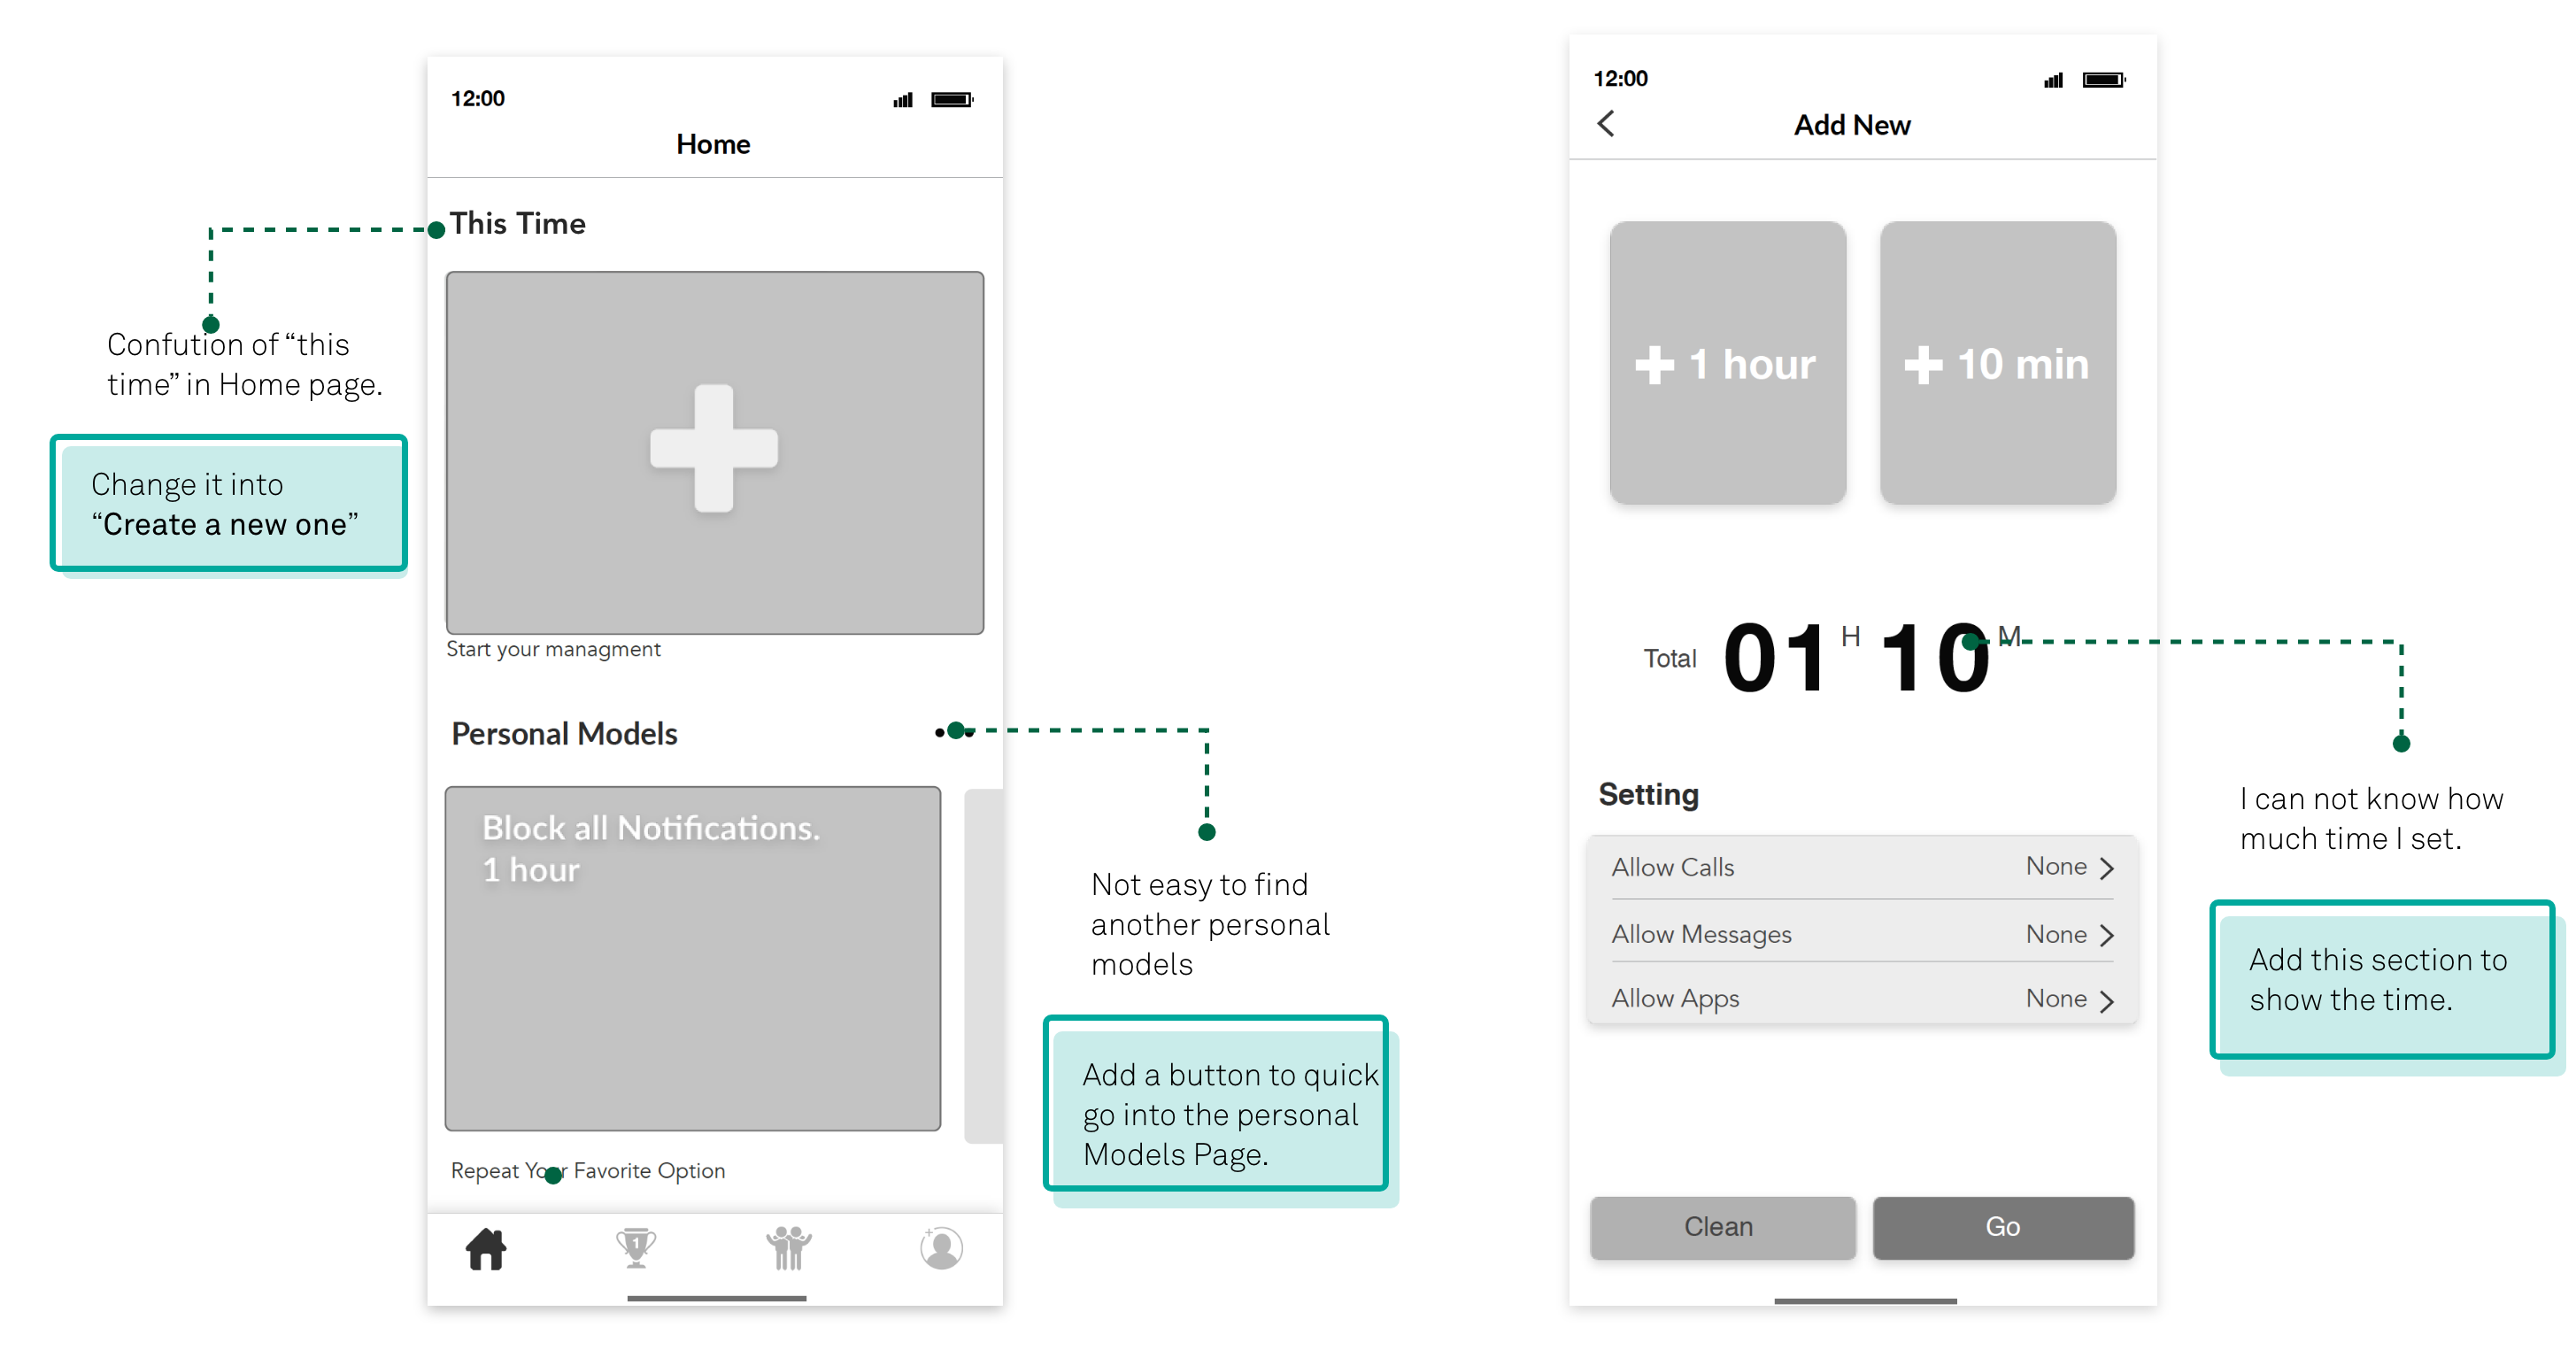 12:00
Home
This Time
Confution of “this
time” in Home page.
Change it into
“Create a new one”
Start your managment
Personal Models
Block all Notifications.
1 hour
Not easy to find
another personal
models
Add a button to quick
go into the personal
Models Page.
Repeat Your Favorite Option
1
12:00
Add New
1 hour
10 min
Total 01 H 10 M
I can not know how
much time I set.
Add this section to
show the time.
Setting
Allow Calls None
Allow Messages None
Allow Apps None
Clean
Go